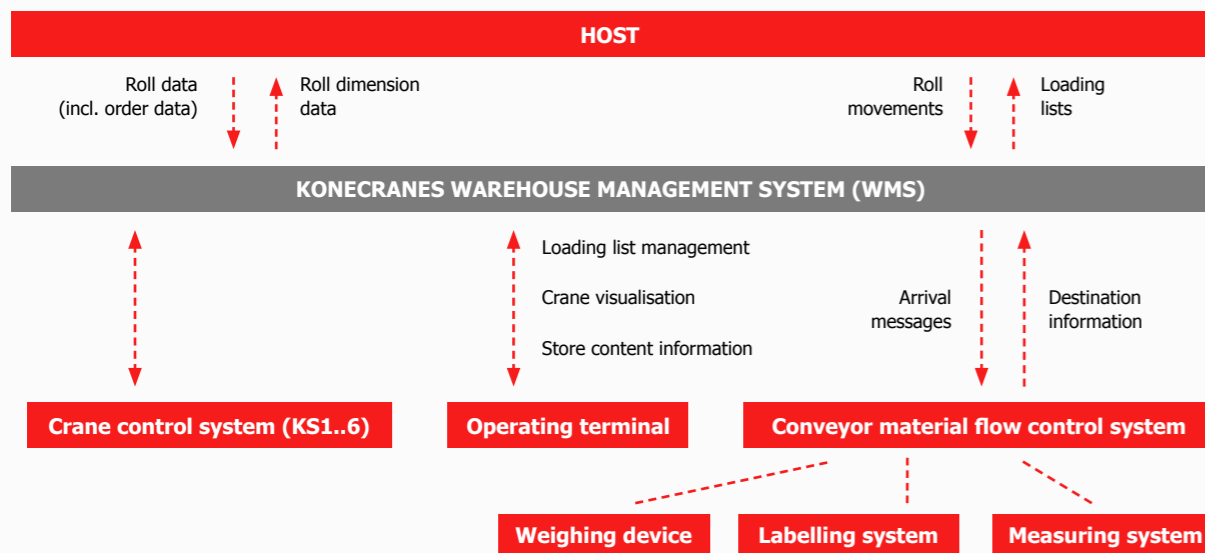 HOST
Roll data
(incl. order data)
Roll dimension
data
Roll
movements
Loading
lists
KONECRANES WAREHOUSE MANAGEMENT SYSTEM (WMS)
Loading list management
Crane visualisation
Store content information
Arrival
messages
Destination
information
Crane control system (KS1..6)
Operating terminal
Conveyor material flow control system
Weighing device
Labelling system
Measuring system